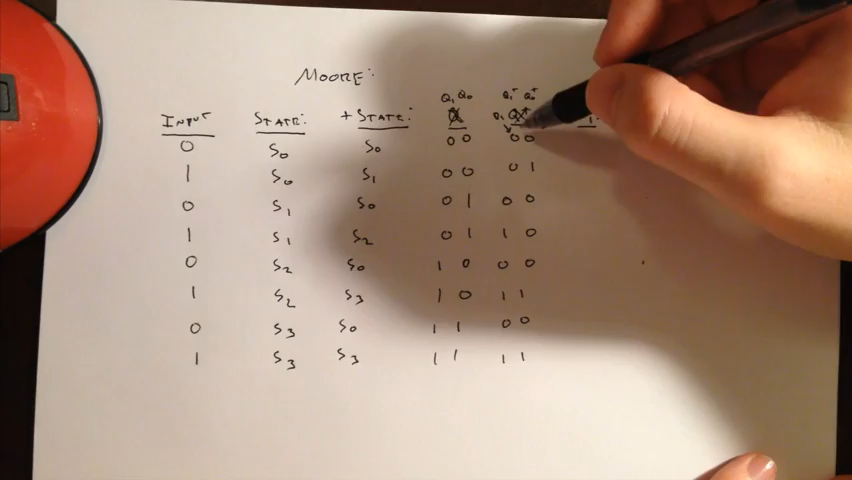 MOORE:
Q₁ Q₀ Q₁⁺ Q₀⁺
INPUT STATE: + STATE:
0 S₀ S₀ 0 0 0 0
1 S₀ S₁ 0 0 0 1
0 S₁ S₀ 0 1 0 0
1 S₁ S₂ 0 1 1 0
0 S₂ S₀ 1 0 0 0
1 S₂ S₃ 1 0 1 1
0 S₃ S₀ 1 1 0 0
1 S₃ S₃ 1 1 1 1